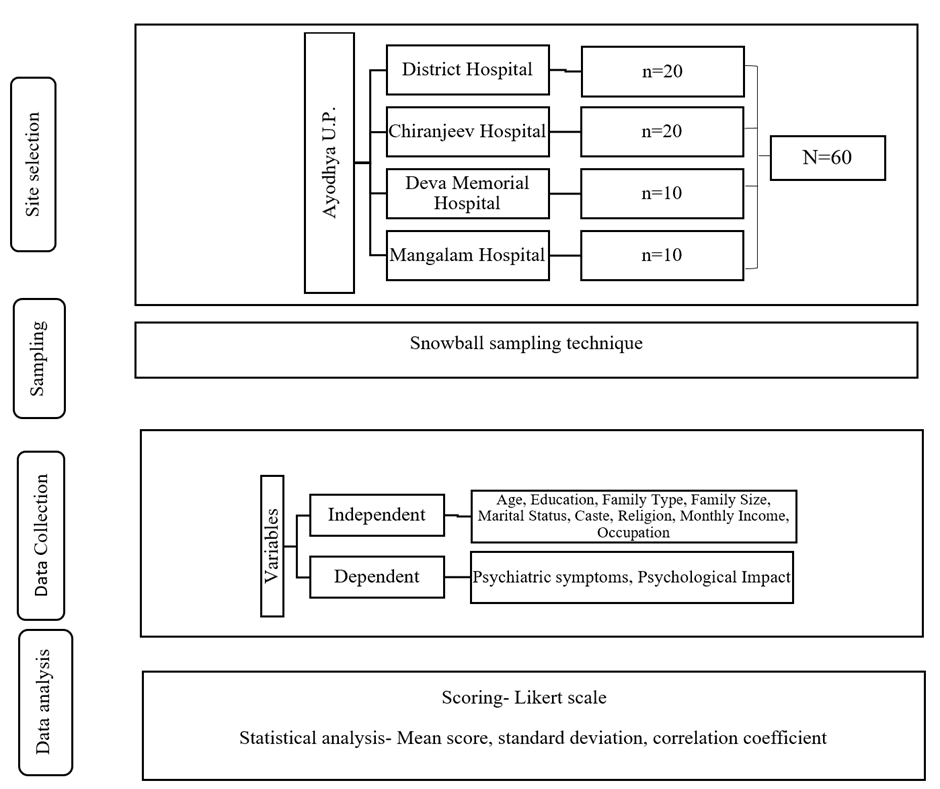 Site selection
Ayodhya U.P.
District Hospital
n=20
Chiranjeev Hospital
n=20
Deva Memorial
Hospital
n=10
Mangalam Hospital
n=10
N=60
Sampling
Snowball sampling technique
Data Collection
Variables
Independent
Age, Education, Family Type, Family Size,
Marital Status, Caste, Religion, Monthly Income,
Occupation
Dependent
Psychiatric symptoms, Psychological Impact
Data analysis
Scoring- Likert scale
Statistical analysis- Mean score, standard deviation, correlation coefficient